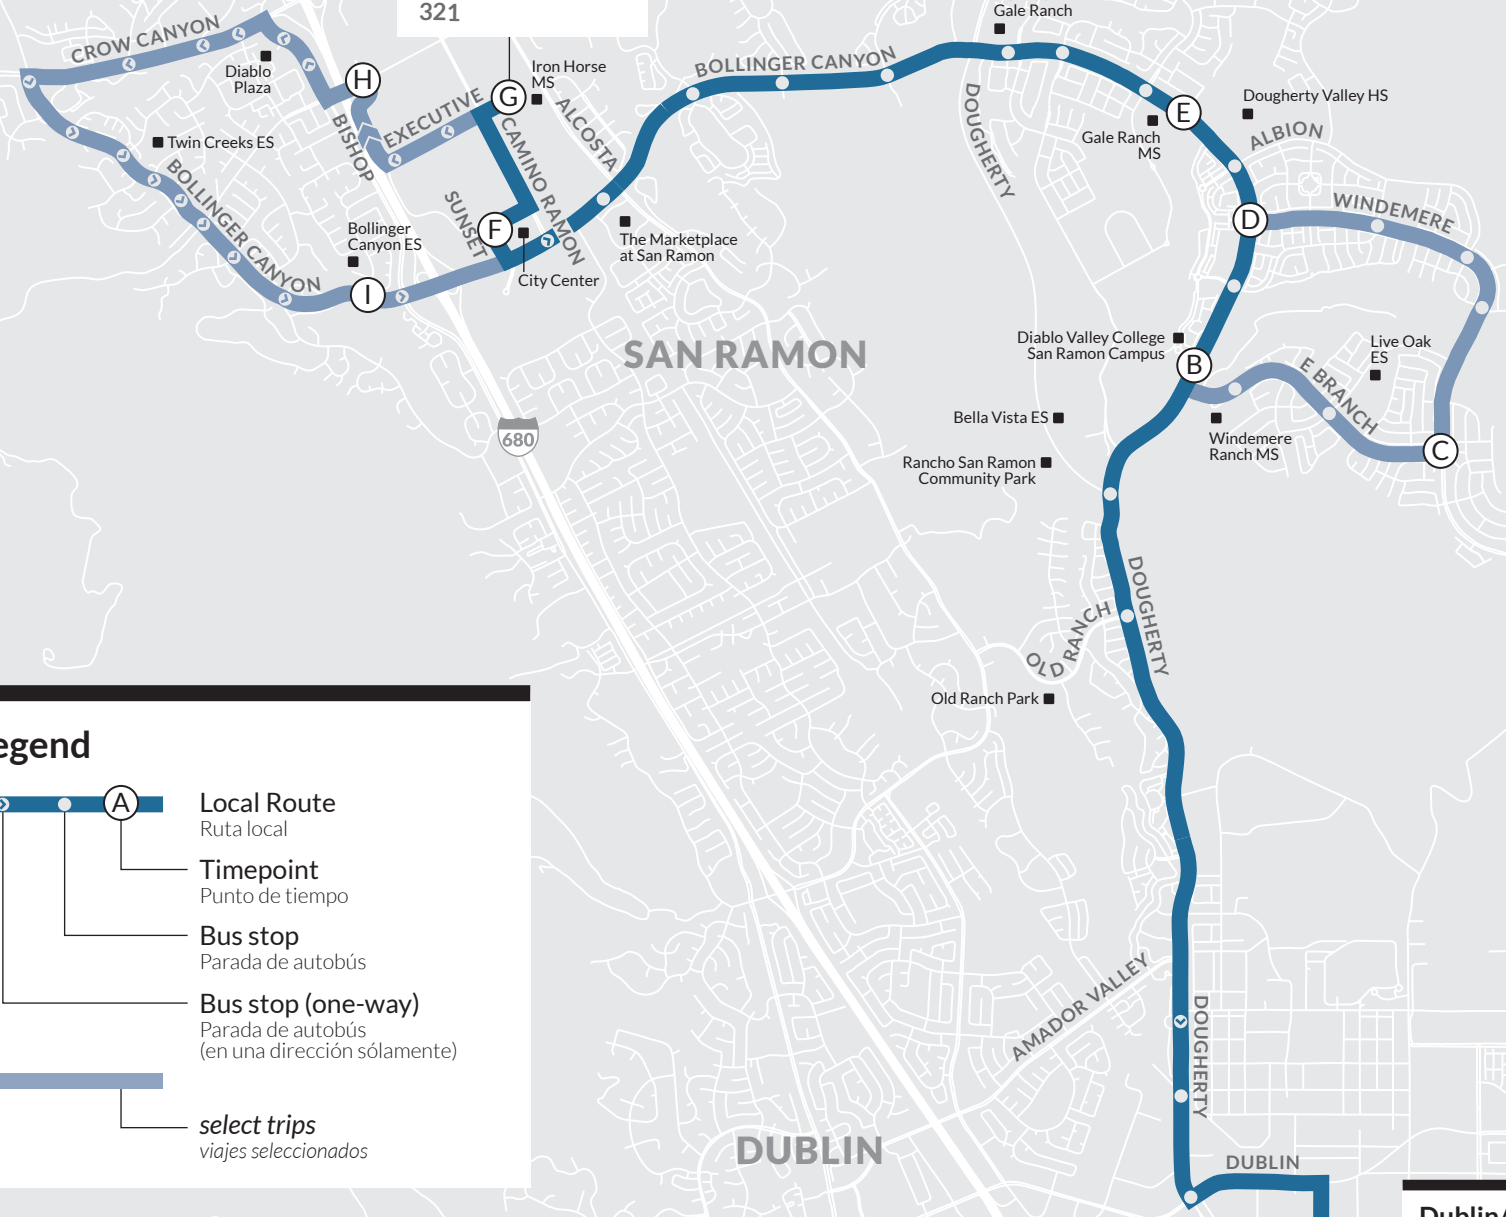 321
Gale Ranch
CROW CANYON
Diablo
Plaza
H
G
Iron Horse
MS
BOLLINGER CANYON
EXECUTIVE
ALCOSTA
BISHOP
CAMINO RAMON
DOUGHERTY
E
Gale Ranch
MS
Dougherty Valley HS
ALBION
Twin Creeks ES
BOLLINGER CANYON
SUNSET
F
Bollinger
Canyon ES
I
City Center
The Marketplace
at San Ramon
D
WINDEMERE
SAN RAMON
Diablo Valley College
San Ramon Campus
B
Live Oak
ES
E BRANCH
680
Bella Vista ES
Windemere
Ranch MS
C
Rancho San Ramon
Community Park
DOUGHERTY
OLD RANCH
Old Ranch Park
egend
A
Local Route
Ruta local
Timepoint
Punto de tiempo
Bus stop
Parada de autobús
Bus stop (one-way)
Parada de autobús
(en una dirección sólamente)
select trips
viajes seleccionados
AMADOR VALLEY
DOUGHERTY
DUBLIN
DUBLIN